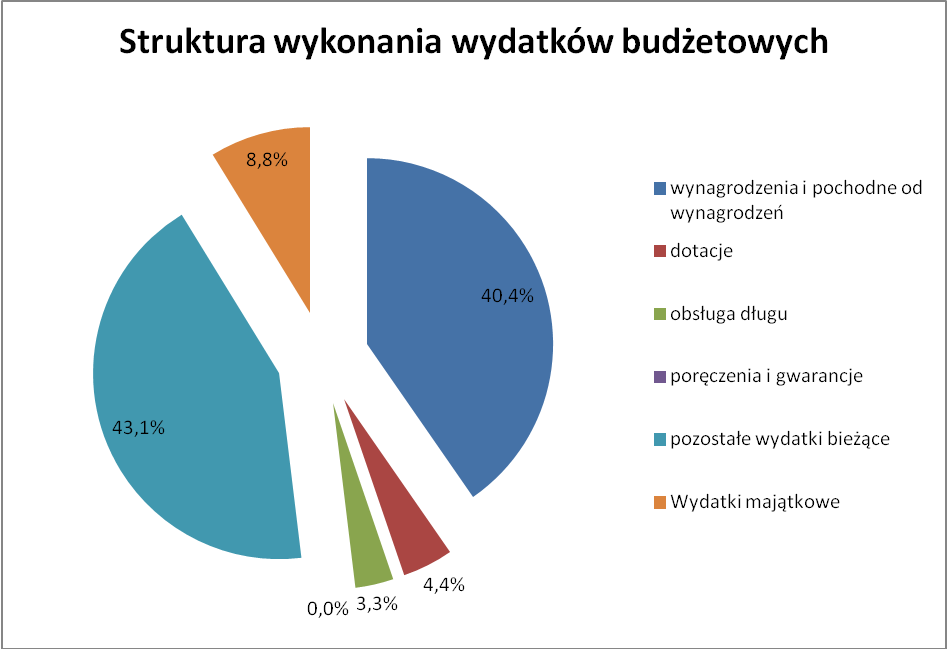 Struktura wykonania wydatków budżetowych
8,8%
40,4%
43,1%
4,4%
3,3%
0,0%
wynagrodzenia i pochodne od
wynagrodzeń
dotacje
obsługa długu
poręczenia i gwarancje
pozostałe wydatki bieżące
Wydatki majątkowe